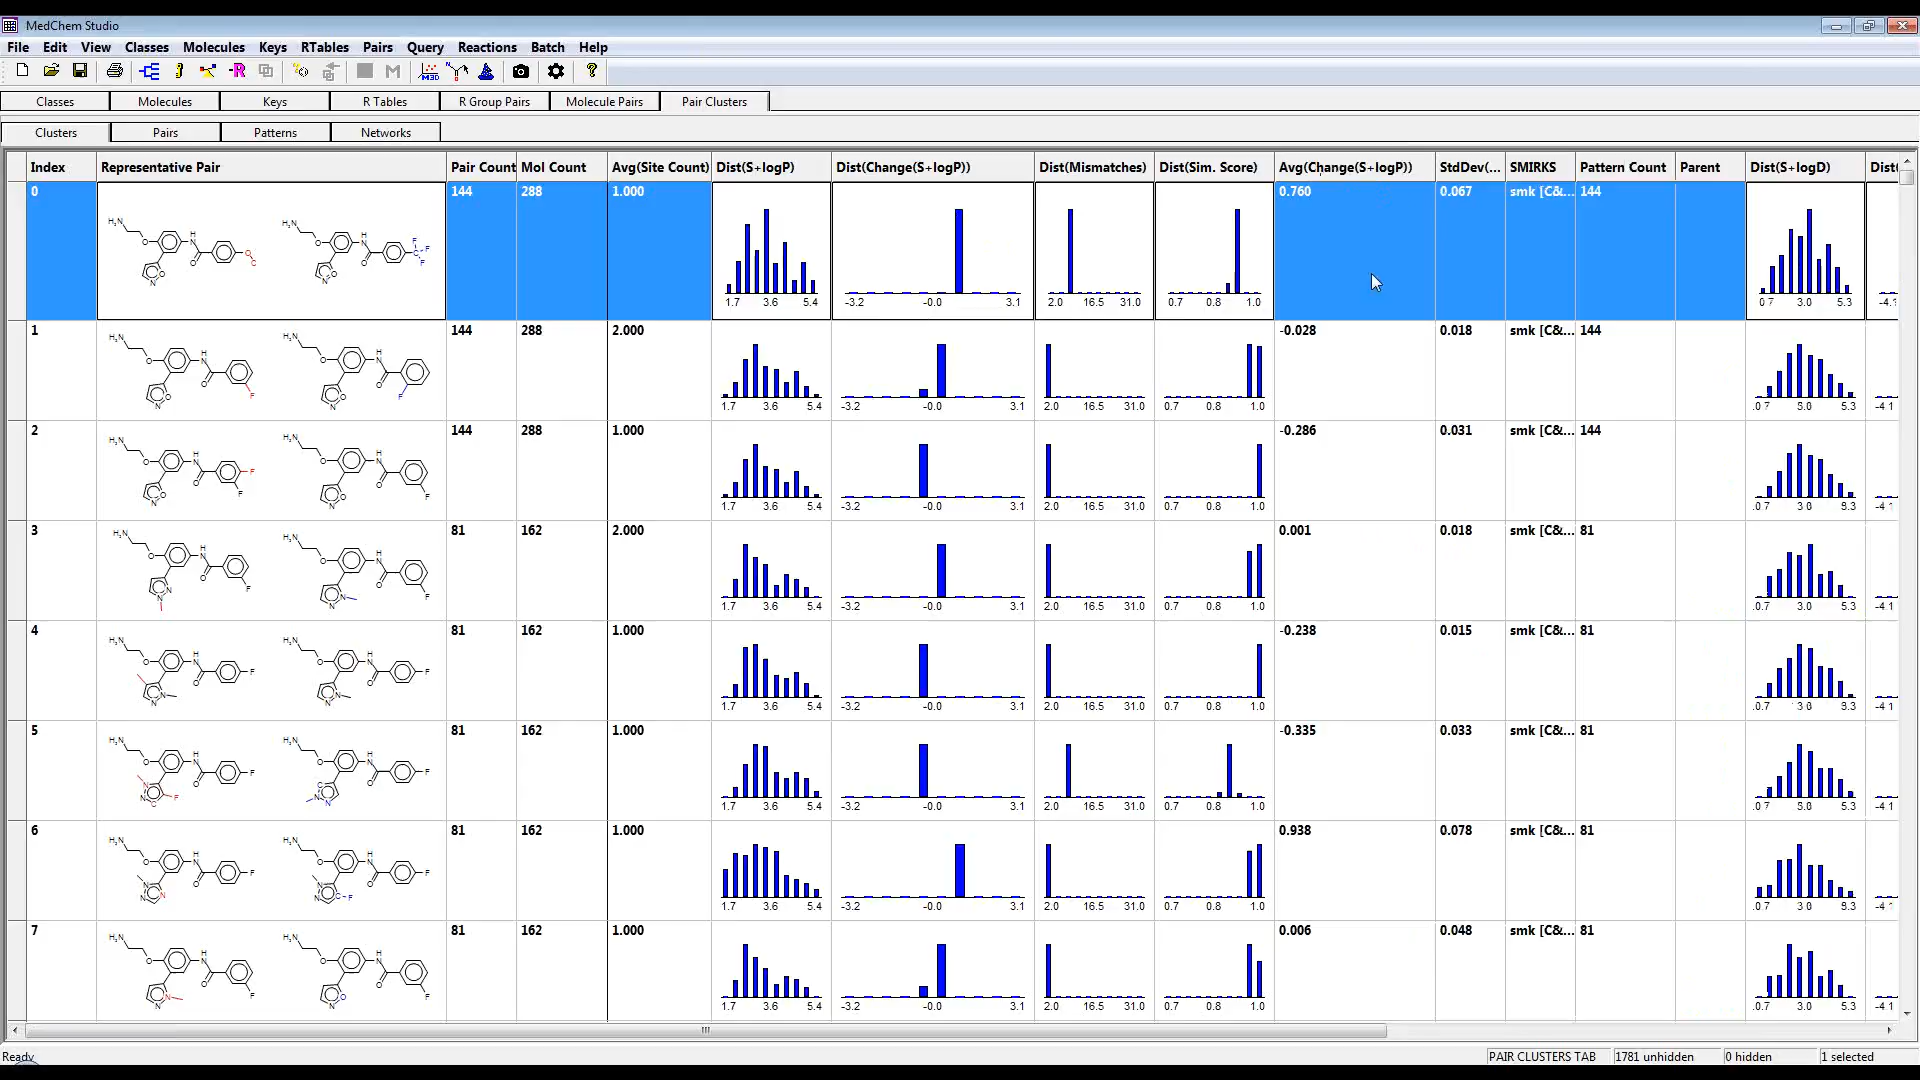 MedChem Studio
File Edit View Classes Molecules Keys RTables Pairs Query Reactions Batch Help
Classes Molecules Keys R Tables R Group Pairs Molecule Pairs Pair Clusters
Clusters Pairs Patterns Networks
Index Representative Pair Pair Count Mol Count Avg(Site Count) Dist(S+logP) Dist(Change(S+logP)) Dist(Mismatches) Dist(Sim. Score) Avg(Change(S+logP)) StdDev(... SMIRKS Pattern Count Parent Dist(S+logD) Dist(
0 144 288 1.000 0.760 0.067 smk [C&... 144
1.7 3.6 5.4 -3.2 -0.0 3.1 2.0 16.5 31.0 0.7 0.8 1.0 0.7 3.0 5.3 -4.1
1 144 288 2.000 -0.028 0.018 smk [C&... 144
1.7 3.6 5.4 -3.2 -0.0 3.1 2.0 16.5 31.0 0.7 0.8 1.0 0.7 3.0 5.3 -4.1
2 144 288 1.000 -0.286 0.031 smk [C&... 144
1.7 3.6 5.4 -3.2 -0.0 3.1 2.0 16.5 31.0 0.7 0.8 1.0 0.7 3.0 5.3 -4.1
3 81 162 2.000 0.001 0.018 smk [C&... 81
1.7 3.6 5.4 -3.2 -0.0 3.1 2.0 16.5 31.0 0.7 0.8 1.0 0.7 3.0 5.3 -4.1
4 81 162 1.000 -0.238 0.015 smk [C&... 81
1.7 3.6 5.4 -3.2 -0.0 3.1 2.0 16.5 31.0 0.7 0.8 1.0 0.7 3.0 5.3 -4.1
5 81 162 1.000 -0.335 0.033 smk [C&... 81
1.7 3.6 5.4 -3.2 -0.0 3.1 2.0 16.5 31.0 0.7 0.8 1.0 0.7 3.0 5.3 -4.1
6 81 162 1.000 0.938 0.078 smk [C&... 81
1.7 3.6 5.4 -3.2 -0.0 3.1 2.0 16.5 31.0 0.7 0.8 1.0 0.7 3.0 5.3 -4.1
7 81 162 1.000 0.006 0.048 smk [C&... 81
1.7 3.6 5.4 -3.2 -0.0 3.1 2.0 16.5 31.0 0.7 0.8 1.0 0.7 3.0 5.3 -4.1
Ready PAIR CLUSTERS TAB 1781 unhidden 0 hidden 1 selected